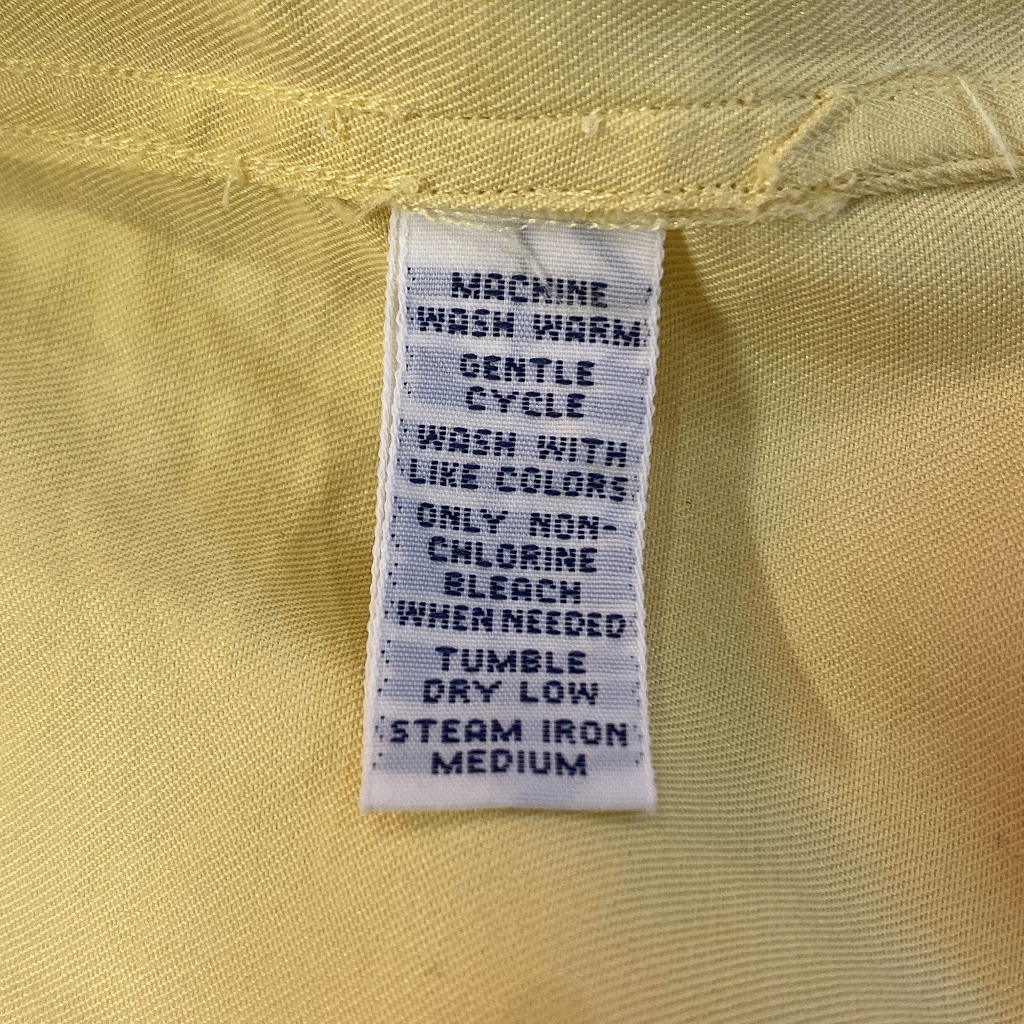 MACHINE
WASH WARM
GENTLE
CYCLE
WASH WITH
LIKE COLORS
ONLY NON-
CHLORINE
BLEACH
WHEN NEEDED
TUMBLE
DRY LOW
STEAM IRON
MEDIUM